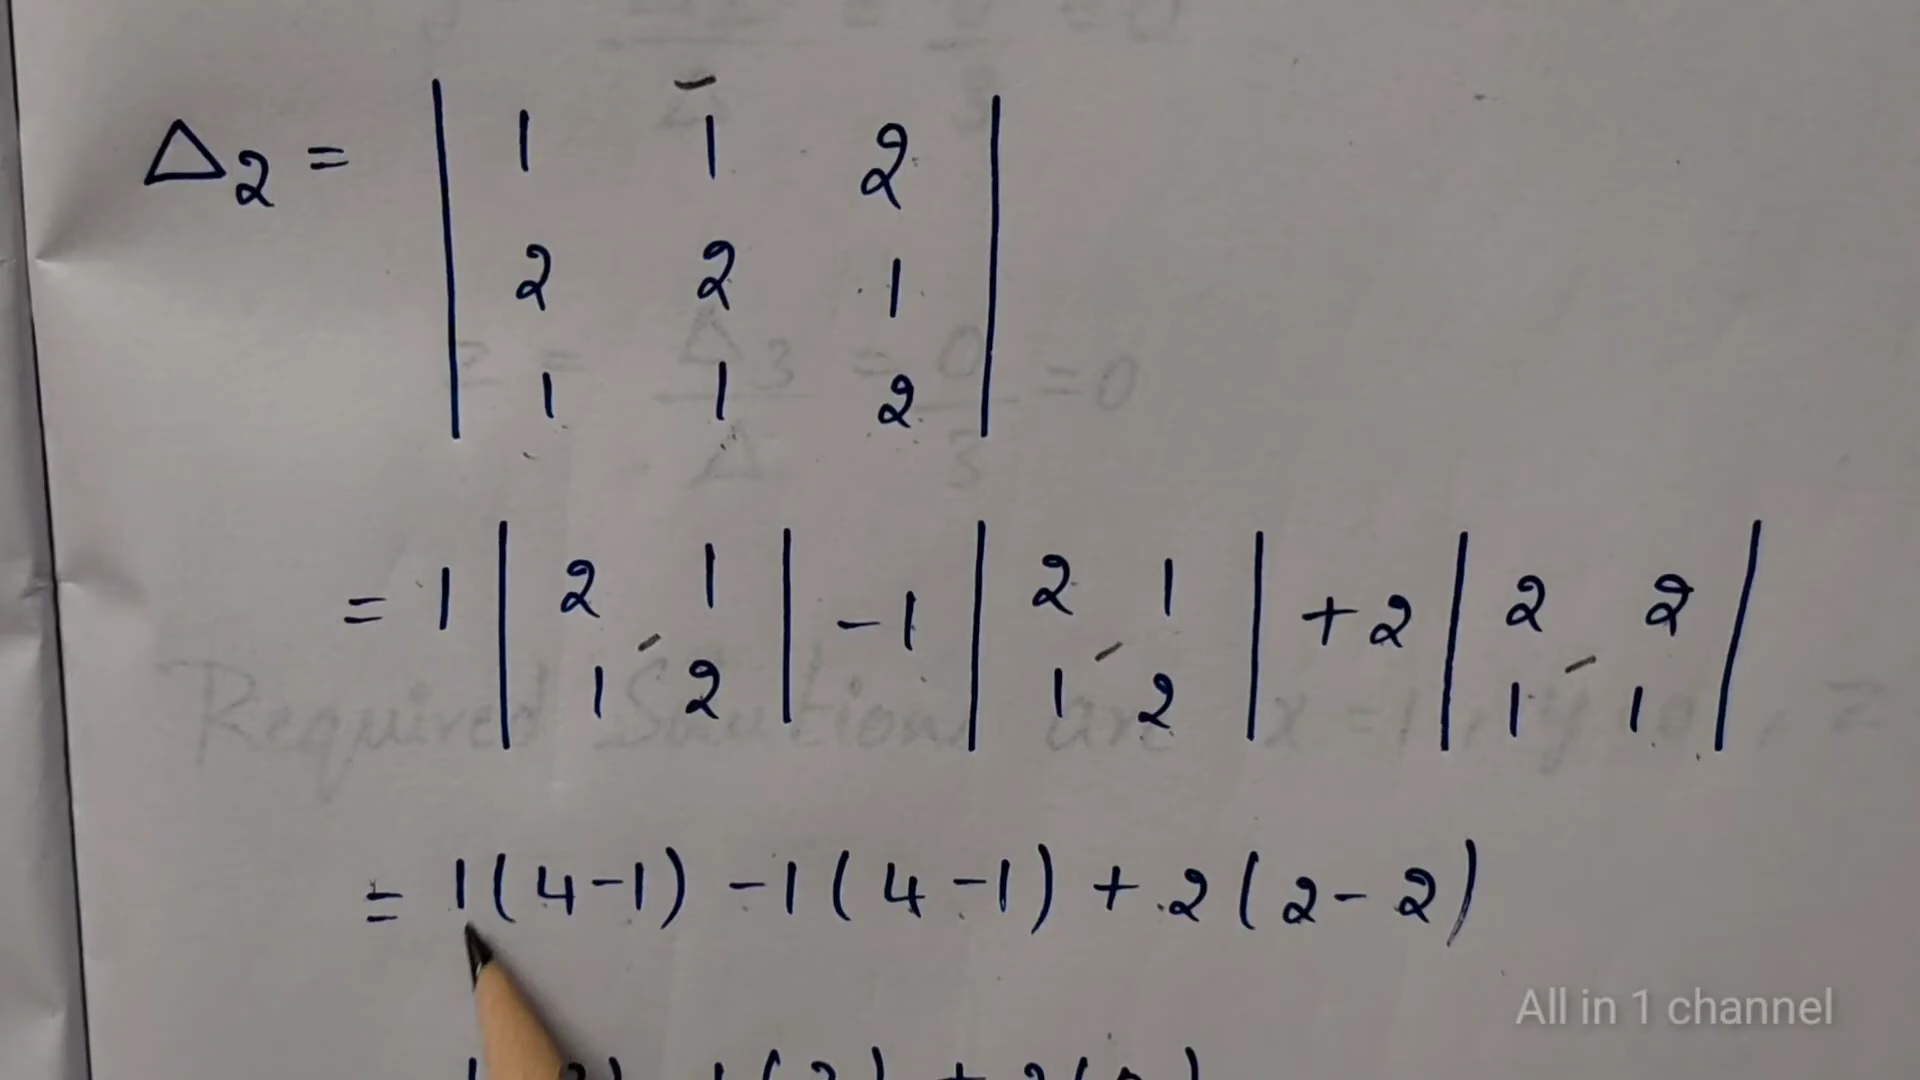 Δ2 = | 1 1 2 |
| 2 2 1 |
| 1 1 2 |
= 1 | 2 1 | - 1 | 2 1 | + 2 | 2 2 |
| 1 2 | | 1 2 | | 1 1 |
= 1(4-1) -1(4-1) + 2(2-2)
All in 1 channel